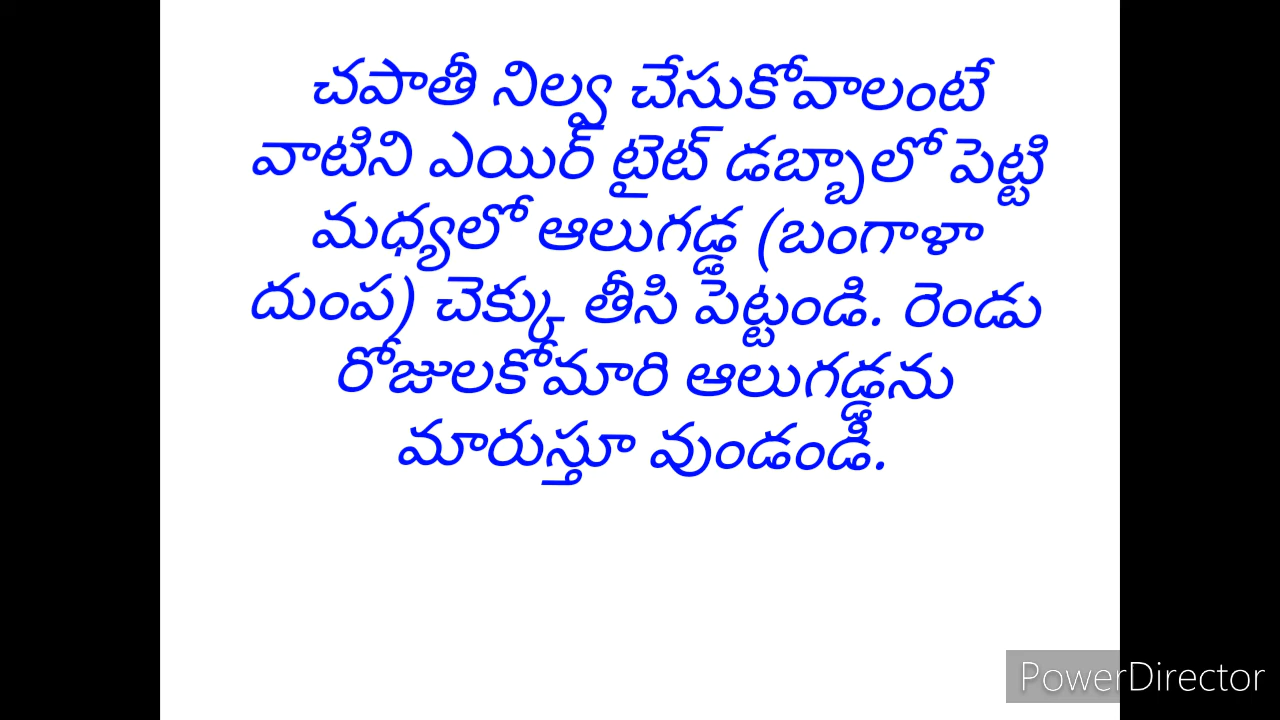 చపాతీ నిల్వ చేసుకోవాలంటే
వాటిని ఎయిర్ టైట్ డబ్బాలో పెట్టి
మధ్యలో ఆలుగడ్డ (బంగాళా
దుంప) చెక్కు తీసి పెట్టండి. రెండు
రోజులకోమారి ఆలుగడ్డను
మారుస్తూ వుండండి.
PowerDirector